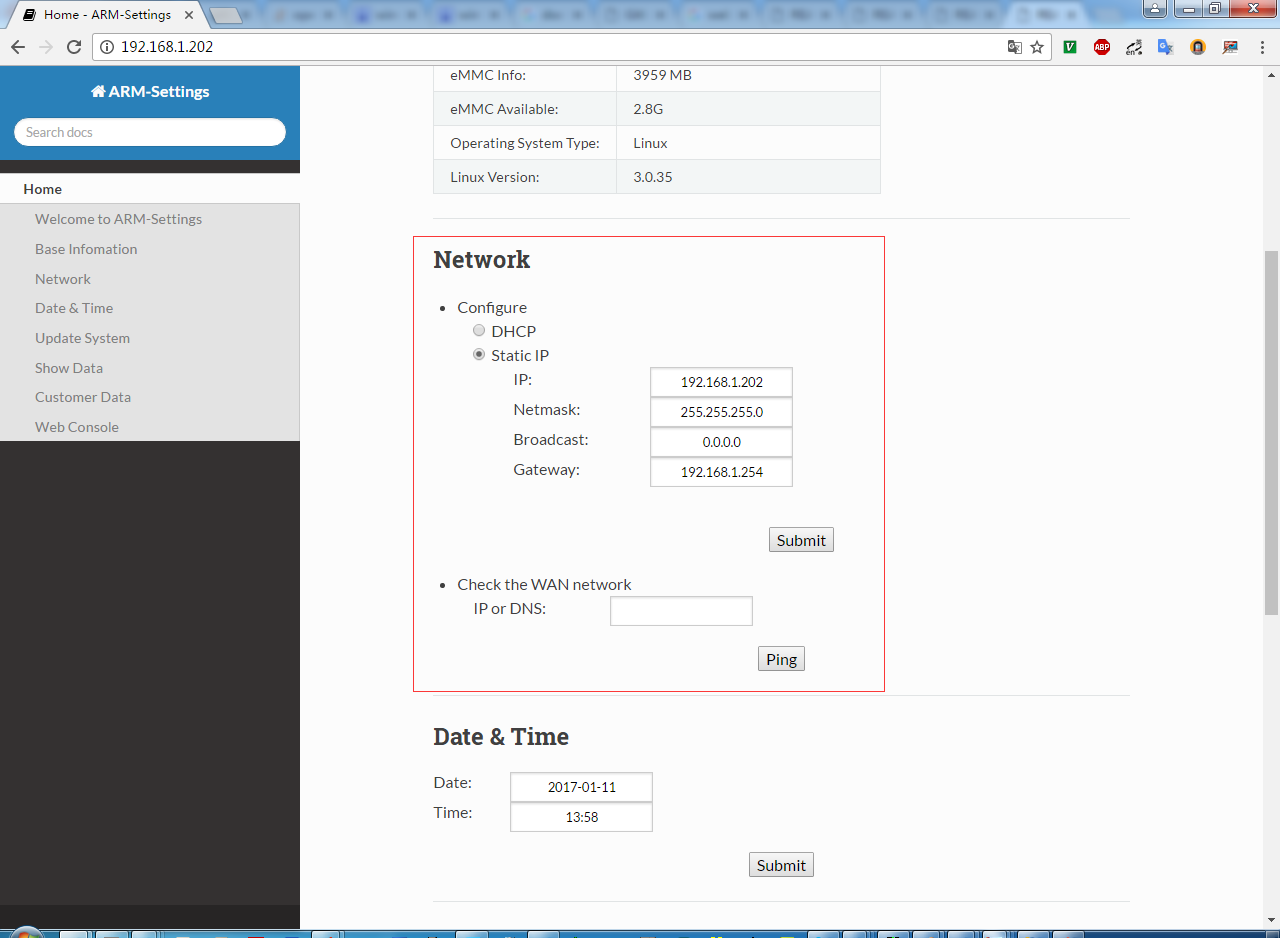 Home - ARM-Settings
192.168.1.202
ARM-Settings
Search docs
Home
Welcome to ARM-Settings
Base Infomation
Network
Date & Time
Update System
Show Data
Customer Data
Web Console
eMMC Info: 3959 MB
eMMC Available: 2.8G
Operating System Type: Linux
Linux Version: 3.0.35
Network
Configure
DHCP
Static IP
IP: 192.168.1.202
Netmask: 255.255.255.0
Broadcast: 0.0.0.0
Gateway: 192.168.1.254
Submit
Check the WAN network
IP or DNS:
Ping
Date & Time
Date: 2017-01-11
Time: 13:58
Submit
ABP
en
V